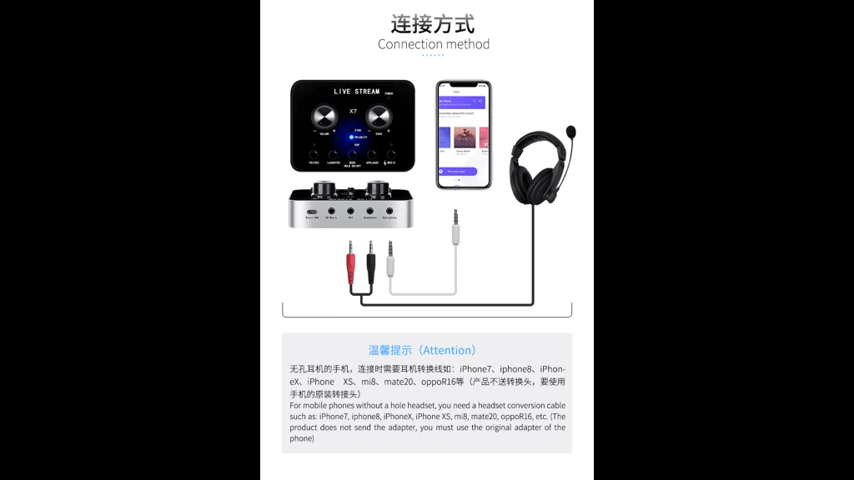 连接方式
Connection method
LIVE STREAM
X7
温馨提示（Attention）
无孔耳机的手机，连接时需要耳机转换线如：iPhone7、iphone8、iPhon-
eX、iPhone XS、mi8、mate20、oppoR16等（产品不送转换头，要使用
手机的原装转接头）
For mobile phones without a hole headset, you need a headset conversion cable
such as: iPhone7, iphone8, iPhoneX, iPhone XS, mi8, mate20, oppoR16, etc. (The
product does not send the adapter, you must use the original adapter of the
phone)